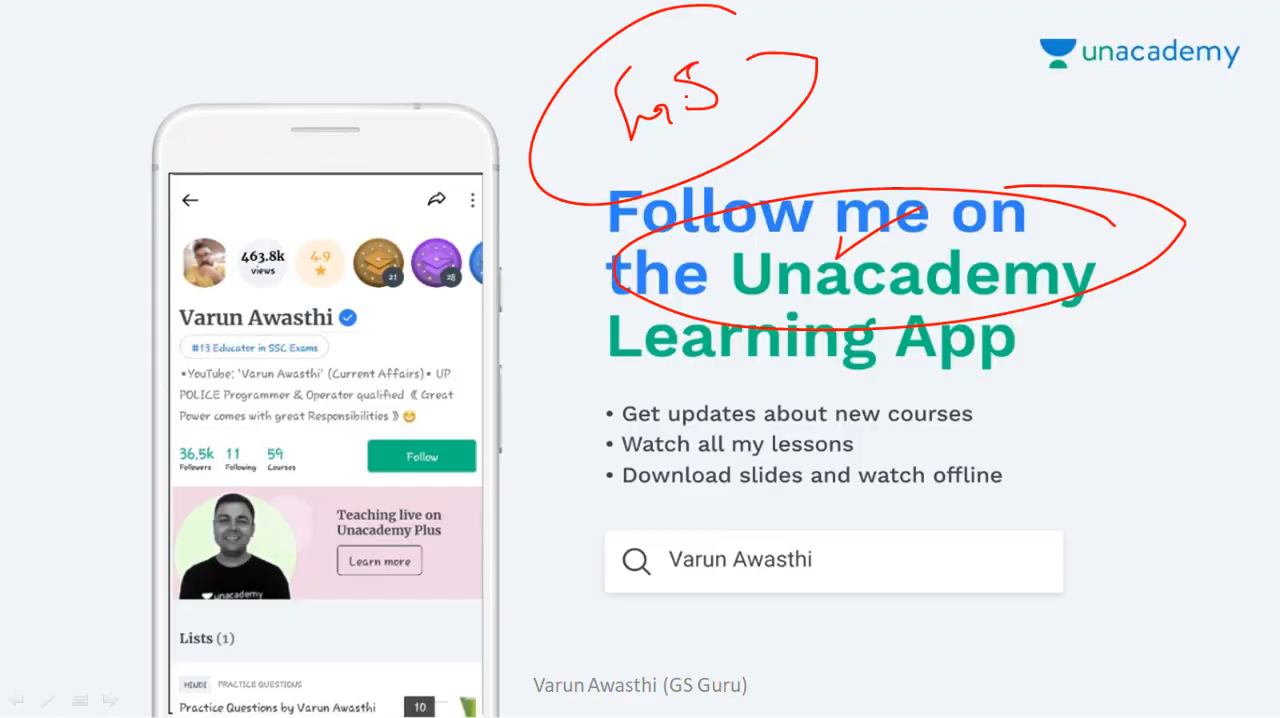 unacademy
G.S
463.8k
views
4.9
21
28
Varun Awasthi
#13 Educator in SSC Exams
•YouTube: 'Varun Awasthi' (Current Affairs)• UP
POLICE Programmer & Operator qualified 《 Great
Power comes with great Responsibilities 》😁
36.5k 11 59
Followers Following Courses
Follow
Teaching live on
Unacademy Plus
Learn more
unacademy
Lists (1)
HINDI PRACTICE QUESTIONS
Practice Questions by Varun Awasthi
10
Follow me on
the Unacademy
Learning App
• Get updates about new courses
• Watch all my lessons
• Download slides and watch offline
Varun Awasthi
Varun Awasthi (GS Guru)